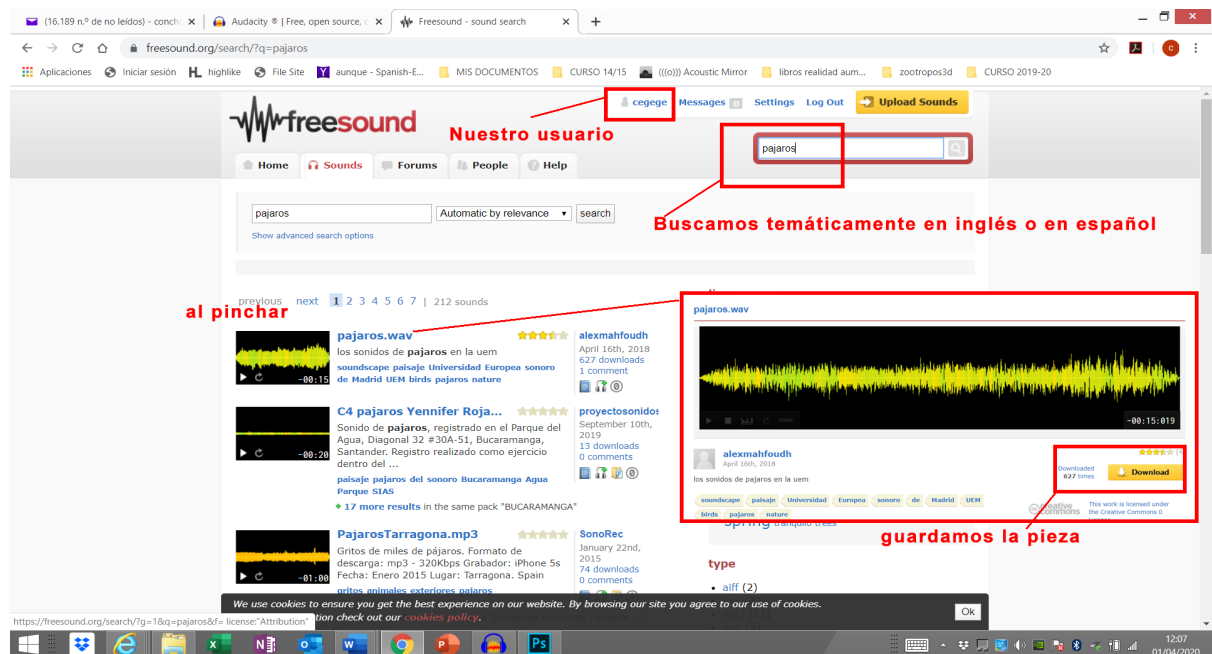 (16.189 n.º de no leídos) - conch
Audacity ® | Free, open source, c
Freesound - sound search
freesound.org/search/?q=pajaros
Aplicaciones
Iniciar sesión
highlike
File Site
aunque - Spanish-E...
MIS DOCUMENTOS
CURSO 14/15
(((o))) Acoustic Mirror
libros realidad aum...
zootropos3d
CURSO 2019-20
freesound
cegege
Messages 0
Settings
Log Out
Upload Sounds
Nuestro usuario
pajaros
Home
Sounds
Forums
People
Help
pajaros
Automatic by relevance
search
Buscamos temáticamente en inglés o en español
Show advanced search options
previous next 1 2 3 4 5 6 7 | 212 sounds
al pinchar
pajaros.wav
los sonidos de pajaros en la uem
soundscape paisaje Universidad Europea sonoro
de Madrid UEM birds pajaros nature
-00:15
alexmahfoudh
April 16th, 2018
627 downloads
1 comment
C4 pajaros Yennifer Roja...
Sonido de pajaros, registrado en el Parque del
Agua, Diagonal 32 #30A-51, Bucaramanga,
Santander. Registro realizado como ejercicio
dentro del ...
paisaje pajaros del sonoro Bucaramanga Agua
Parque SIAS
17 more results in the same pack "BUCARAMANGA"
-00:20
proyectosonidos
September 10th,
2019
13 downloads
0 comments
PajarosTarragona.mp3
Gritos de miles de pájaros. Formato de
descarga: mp3 - 320Kbps Grabador: iPhone 5s
Fecha: Enero 2015 Lugar: Tarragona. Spain
gritos animales exteriores pajaros
-01:00
SonoRec
January 22nd,
2015
74 downloads
0 comments
pajaros.wav
-00:15:019
alexmahfoudh
April 16th, 2018
los sonidos de pajaros en la uem
soundscape paisaje Universidad Europea sonoro de Madrid UEM
birds pajaros nature
Downloaded
627 times
Download
creative commons
This work is licensed under
the Creative Commons 0
spring tranquilo trees
guardamos la pieza
type
aiff (2)
We use cookies to ensure you get the best experience on our website. By browsing our site you agree to our use of cookies.
tion check out our cookies policy.
Ok
https://freesound.org/search/?g=1&q=pajaros&f= license:"Attribution"
12:07
01/04/2020